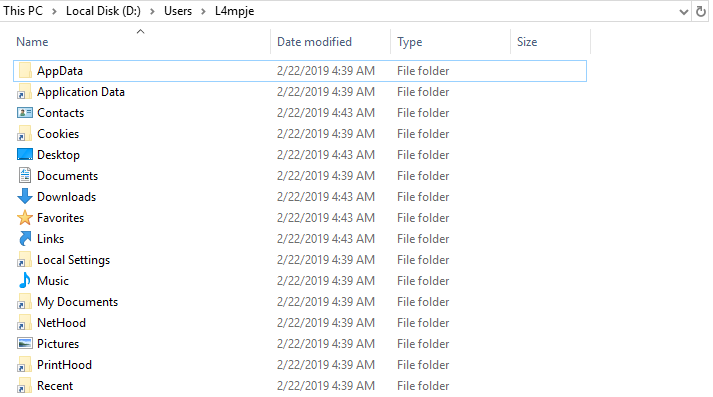 This PC > Local Disk (D:) > Users > L4mpje
Name Date modified Type Size
AppData 2/22/2019 4:39 AM File folder
Application Data 2/22/2019 4:39 AM File folder
Contacts 2/22/2019 4:43 AM File folder
Cookies 2/22/2019 4:39 AM File folder
Desktop 2/22/2019 4:43 AM File folder
Documents 2/22/2019 4:39 AM File folder
Downloads 2/22/2019 4:43 AM File folder
Favorites 2/22/2019 4:43 AM File folder
Links 2/22/2019 4:43 AM File folder
Local Settings 2/22/2019 4:39 AM File folder
Music 2/22/2019 4:39 AM File folder
My Documents 2/22/2019 4:39 AM File folder
NetHood 2/22/2019 4:39 AM File folder
Pictures 2/22/2019 4:39 AM File folder
PrintHood 2/22/2019 4:39 AM File folder
Recent 2/22/2019 4:39 AM File folder